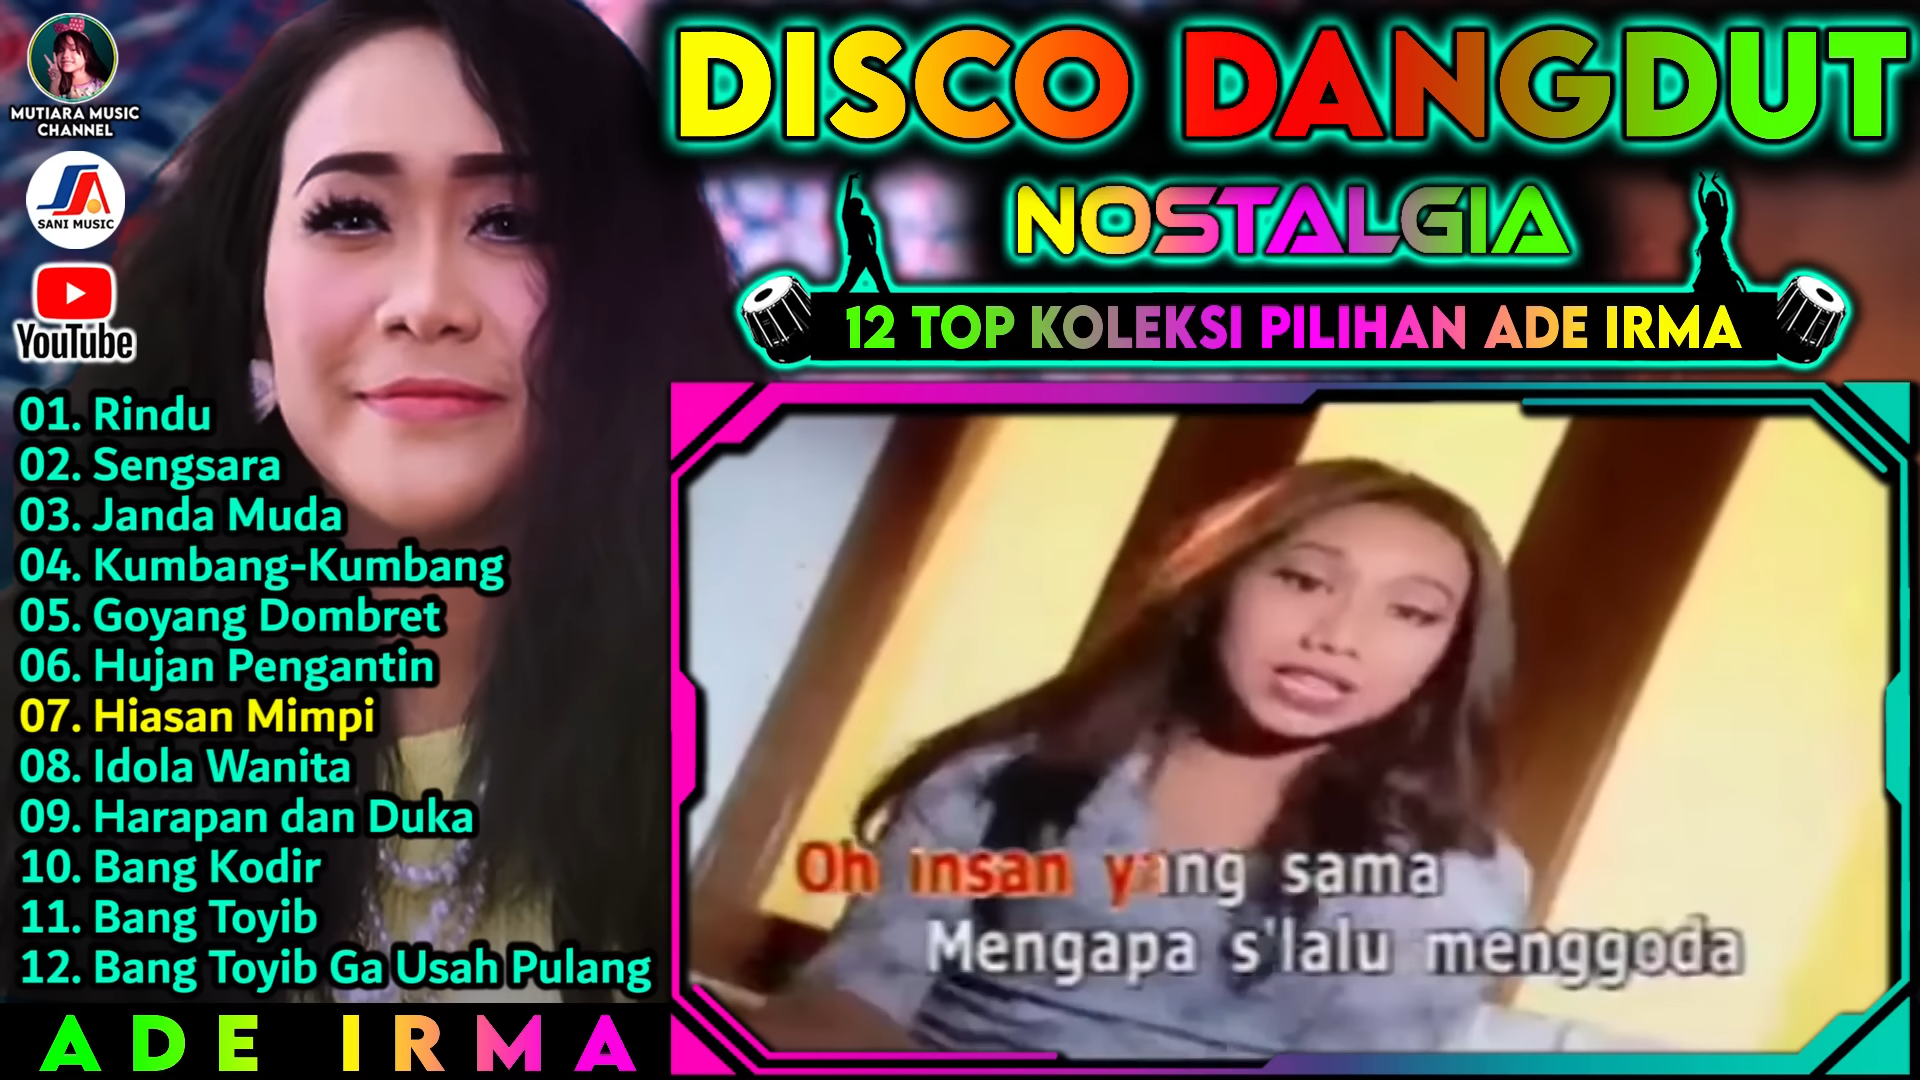 MUTIARA MUSIC
CHANNEL
SANI MUSIC
YouTube
DISCO DANGDUT
NOSTALGIA
12 TOP KOLEKSI PILIHAN ADE IRMA
01. Rindu
02. Sengsara
03. Janda Muda
04. Kumbang-Kumbang
05. Goyang Dombret
06. Hujan Pengantin
07. Hiasan Mimpi
08. Idola Wanita
09. Harapan dan Duka
10. Bang Kodir
11. Bang Toyib
12. Bang Toyib Ga Usah Pulang
ADE IRMA
Oh insan yang sama
Mengapa s'lalu menggoda